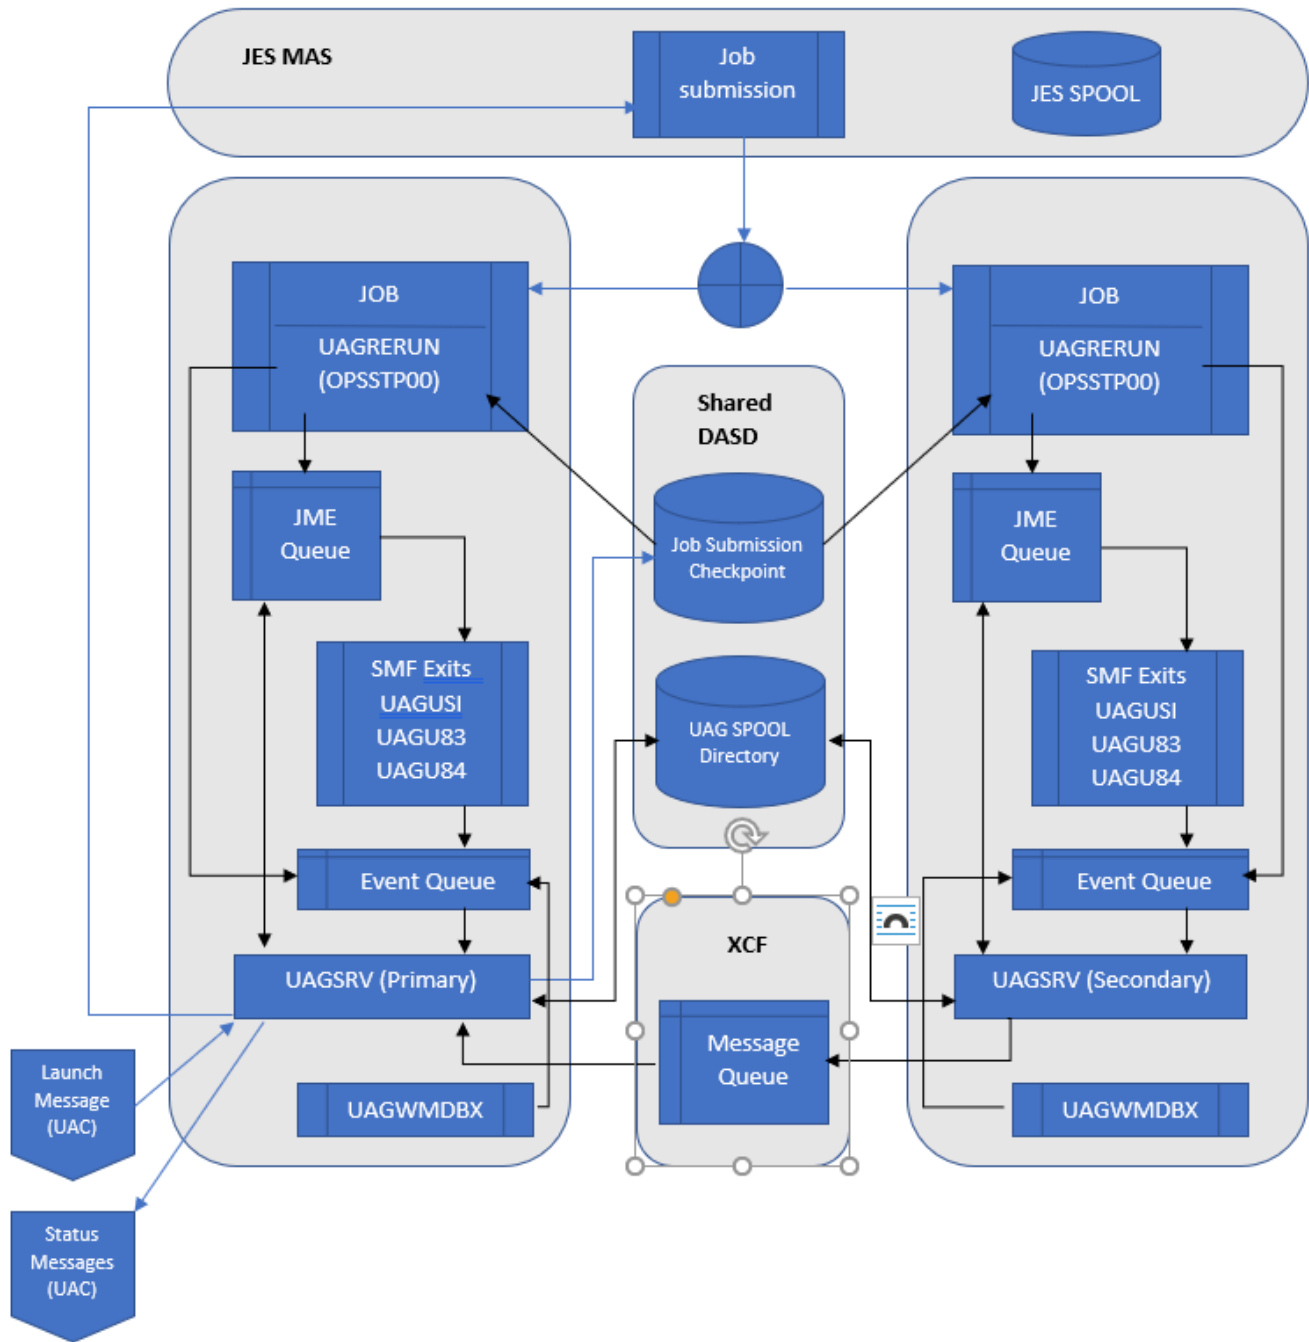 JES MAS
Job
submission
JES SPOOL
JOB
UAGRERUN
(OPSSTP00)
JOB
UAGRERUN
(OPSSTP00)
Shared
DASD
JME
Queue
JME
Queue
Job Submission
Checkpoint
SMF Exits
UAGUSI
UAGU83
UAGU84
SMF Exits
UAGUSI
UAGU83
UAGU84
UAG SPOOL
Directory
Event Queue
Event Queue
XCF
UAGSRV (Primary)
UAGSRV (Secondary)
Message
Queue
Launch
Message
(UAC)
UAGWMDBX
UAGWMDBX
Status
Messages
(UAC)